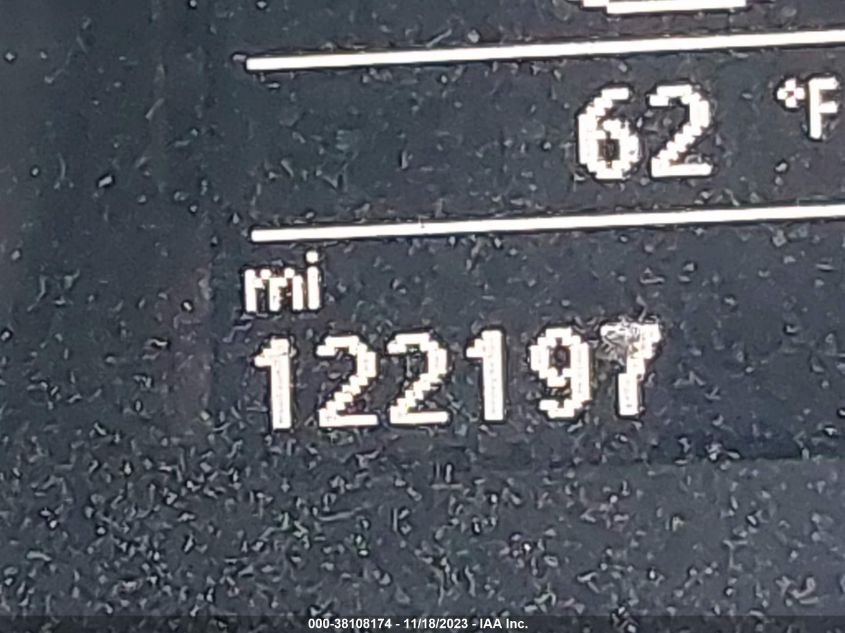 62 °F
mi
122197
000-38108174 - 11/18/2023 - IAA Inc.